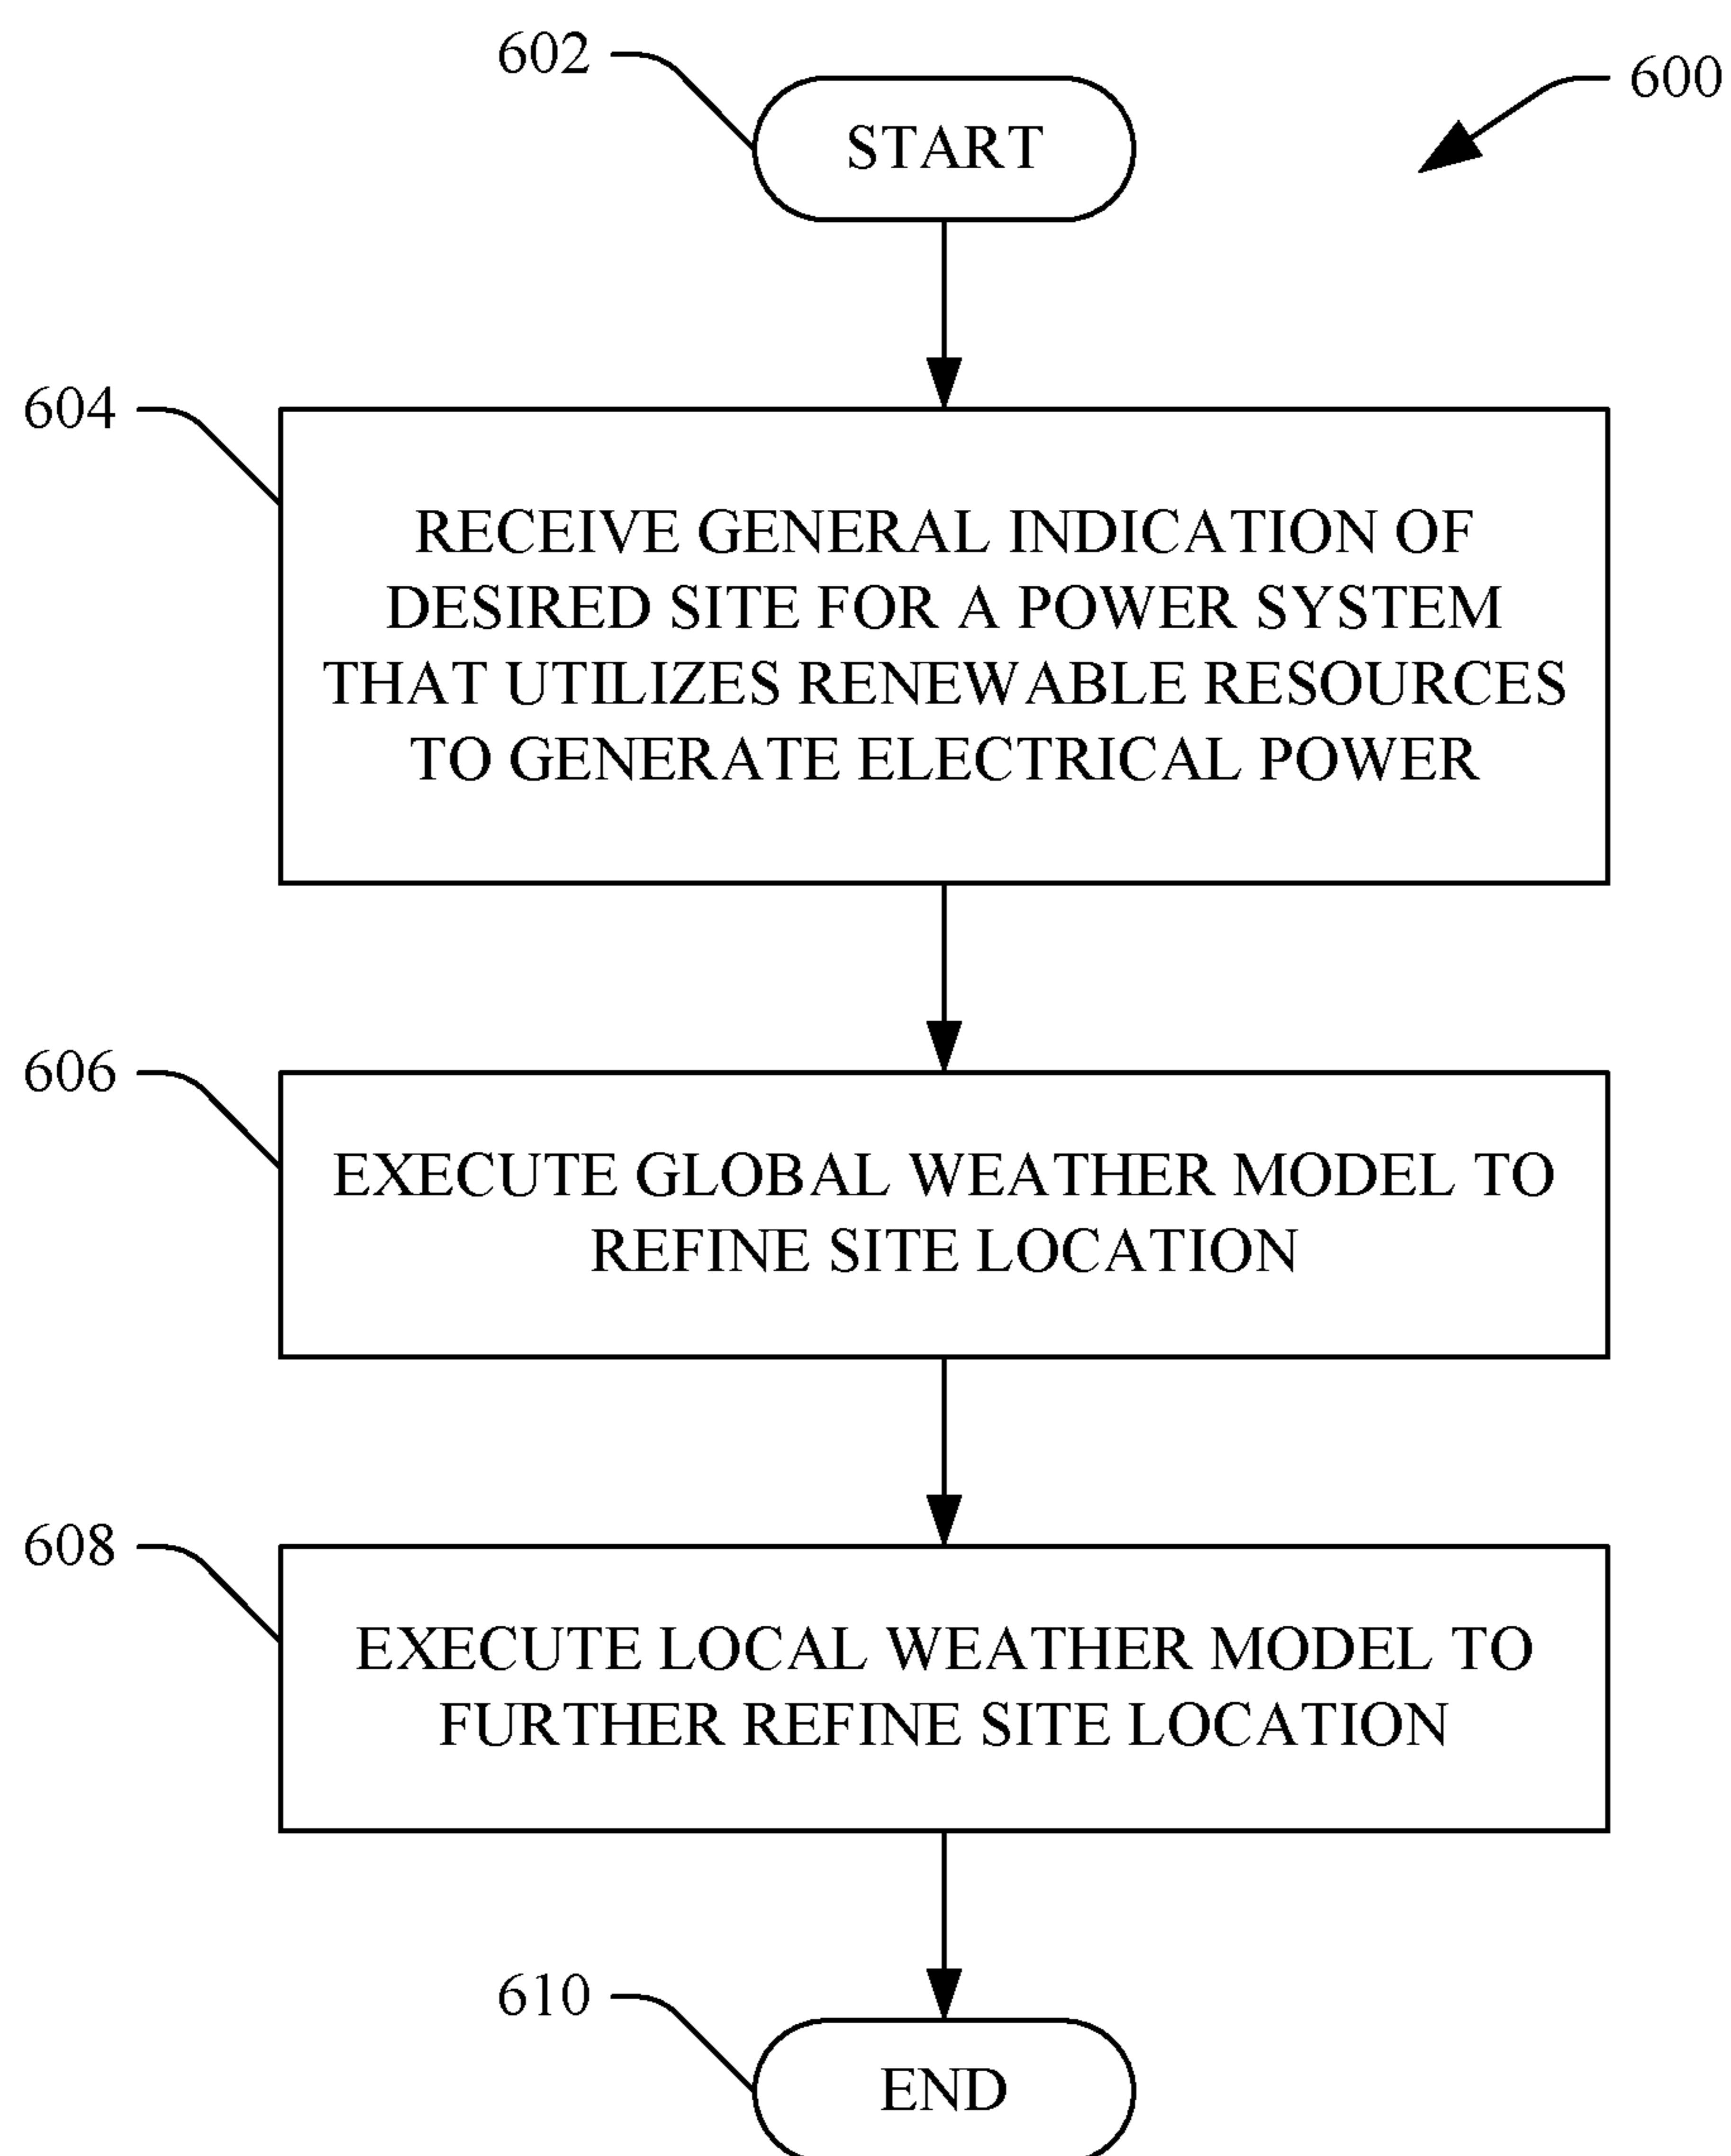 602
600
START
604
RECEIVE GENERAL INDICATION OF
DESIRED SITE FOR A POWER SYSTEM
THAT UTILIZES RENEWABLE RESOURCES
TO GENERATE ELECTRICAL POWER
606
EXECUTE GLOBAL WEATHER MODEL TO
REFINE SITE LOCATION
608
EXECUTE LOCAL WEATHER MODEL TO
FURTHER REFINE SITE LOCATION
610
END